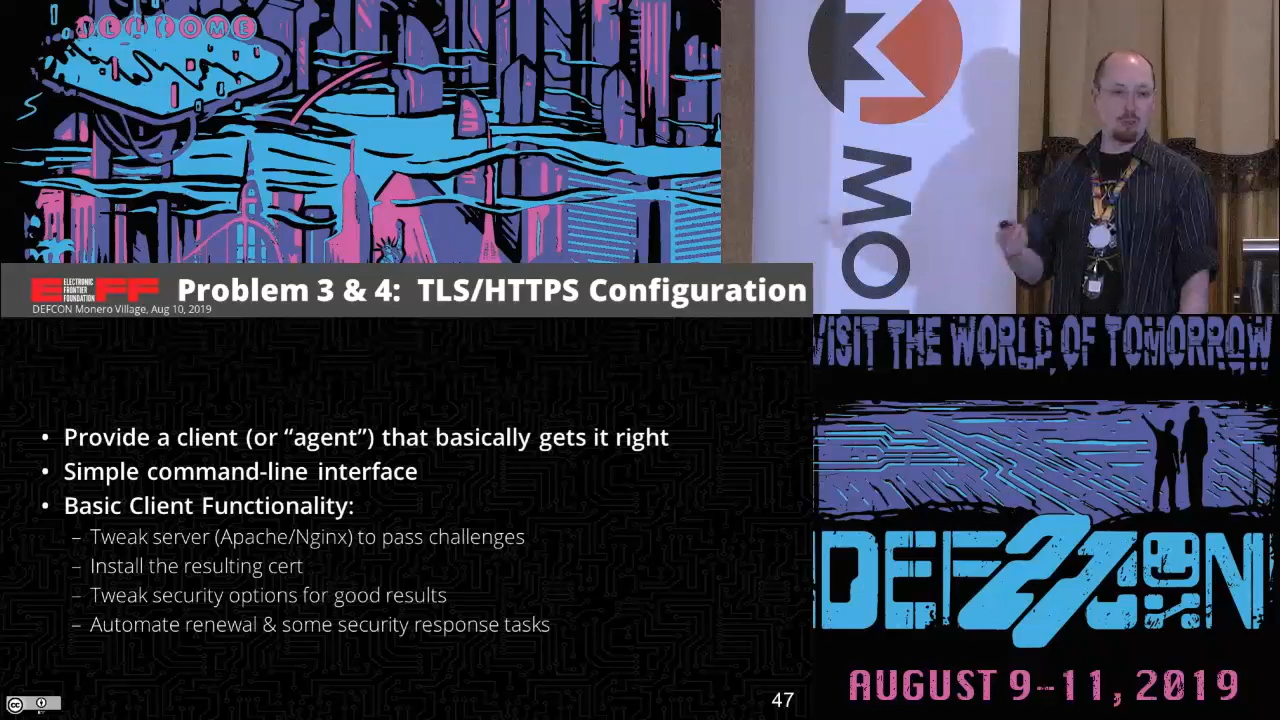 WELCOME
MO
ELECTRONIC
FRONTIER
FOUNDATION
EFF
Problem 3 & 4: TLS/HTTPS Configuration
DEFCON Monero Village, Aug 10, 2019
• Provide a client (or “agent”) that basically gets it right
• Simple command-line interface
• Basic Client Functionality:
– Tweak server (Apache/Nginx) to pass challenges
– Install the resulting cert
– Tweak security options for good results
– Automate renewal & some security response tasks
47
cc
VISIT THE WORLD OF TOMORROW
DEF27CON
AUGUST 9-11, 2019